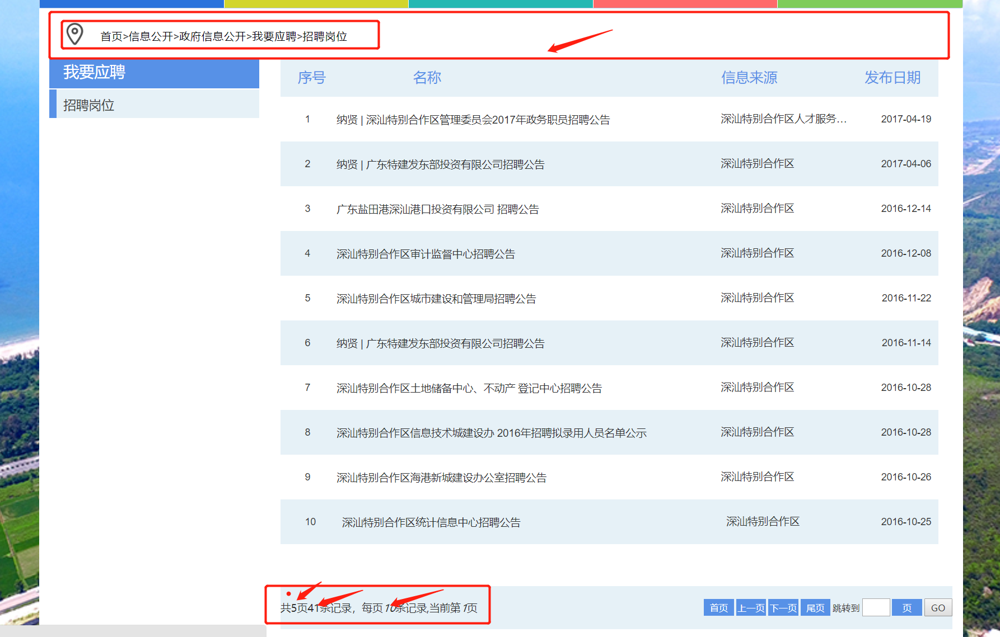 首页>信息公开>政府信息公开>我要应聘>招聘岗位
我要应聘
招聘岗位
序号 名称 信息来源 发布日期
1 纳贤 | 深汕特别合作区管理委员会2017年政务职员招聘公告 深汕特别合作区人才服务… 2017-04-19
2 纳贤 | 广东特建发东部投资有限公司招聘公告 深汕特别合作区 2017-04-06
3 广东盐田港深汕港口投资有限公司 招聘公告 深汕特别合作区 2016-12-14
4 深汕特别合作区审计监督中心招聘公告 深汕特别合作区 2016-12-08
5 深汕特别合作区城市建设和管理局招聘公告 深汕特别合作区 2016-11-22
6 纳贤 | 广东特建发东部投资有限公司招聘公告 深汕特别合作区 2016-11-14
7 深汕特别合作区土地储备中心、不动产 登记中心招聘公告 深汕特别合作区 2016-10-28
8 深汕特别合作区信息技术城建设办 2016年招聘拟录用人员名单公示 深汕特别合作区 2016-10-28
9 深汕特别合作区海港新城建设办公室招聘公告 深汕特别合作区 2016-10-26
10 深汕特别合作区统计信息中心招聘公告 深汕特别合作区 2016-10-25
共5页41条记录，每页10条记录,当前第1页 首页 上一页 下一页 尾页 跳转到 页 GO